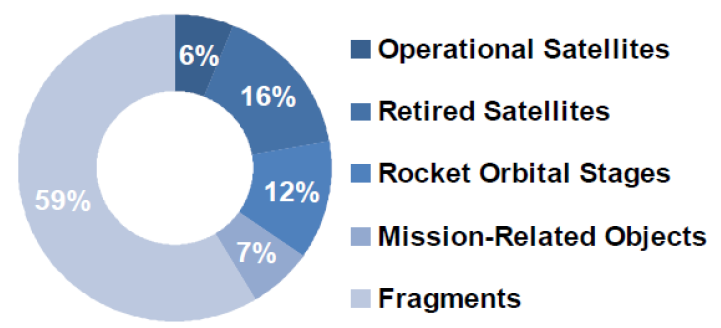 6%
16%
12%
7%
59%
Operational Satellites
Retired Satellites
Rocket Orbital Stages
Mission-Related Objects
Fragments